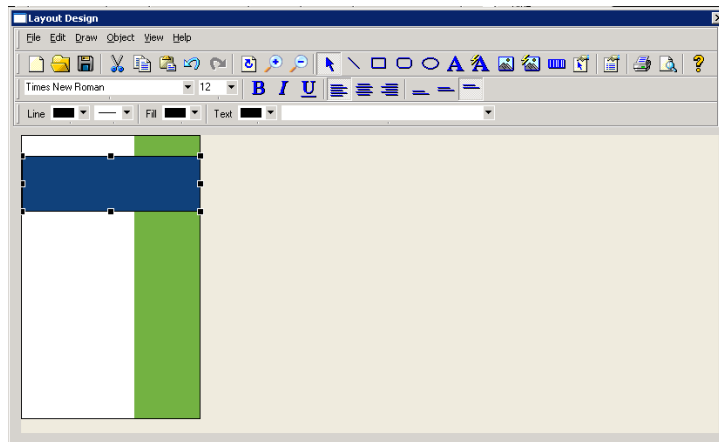 Layout Design
File Edit Draw Object View Help
Times New Roman 12 B I U
Line Fill Text